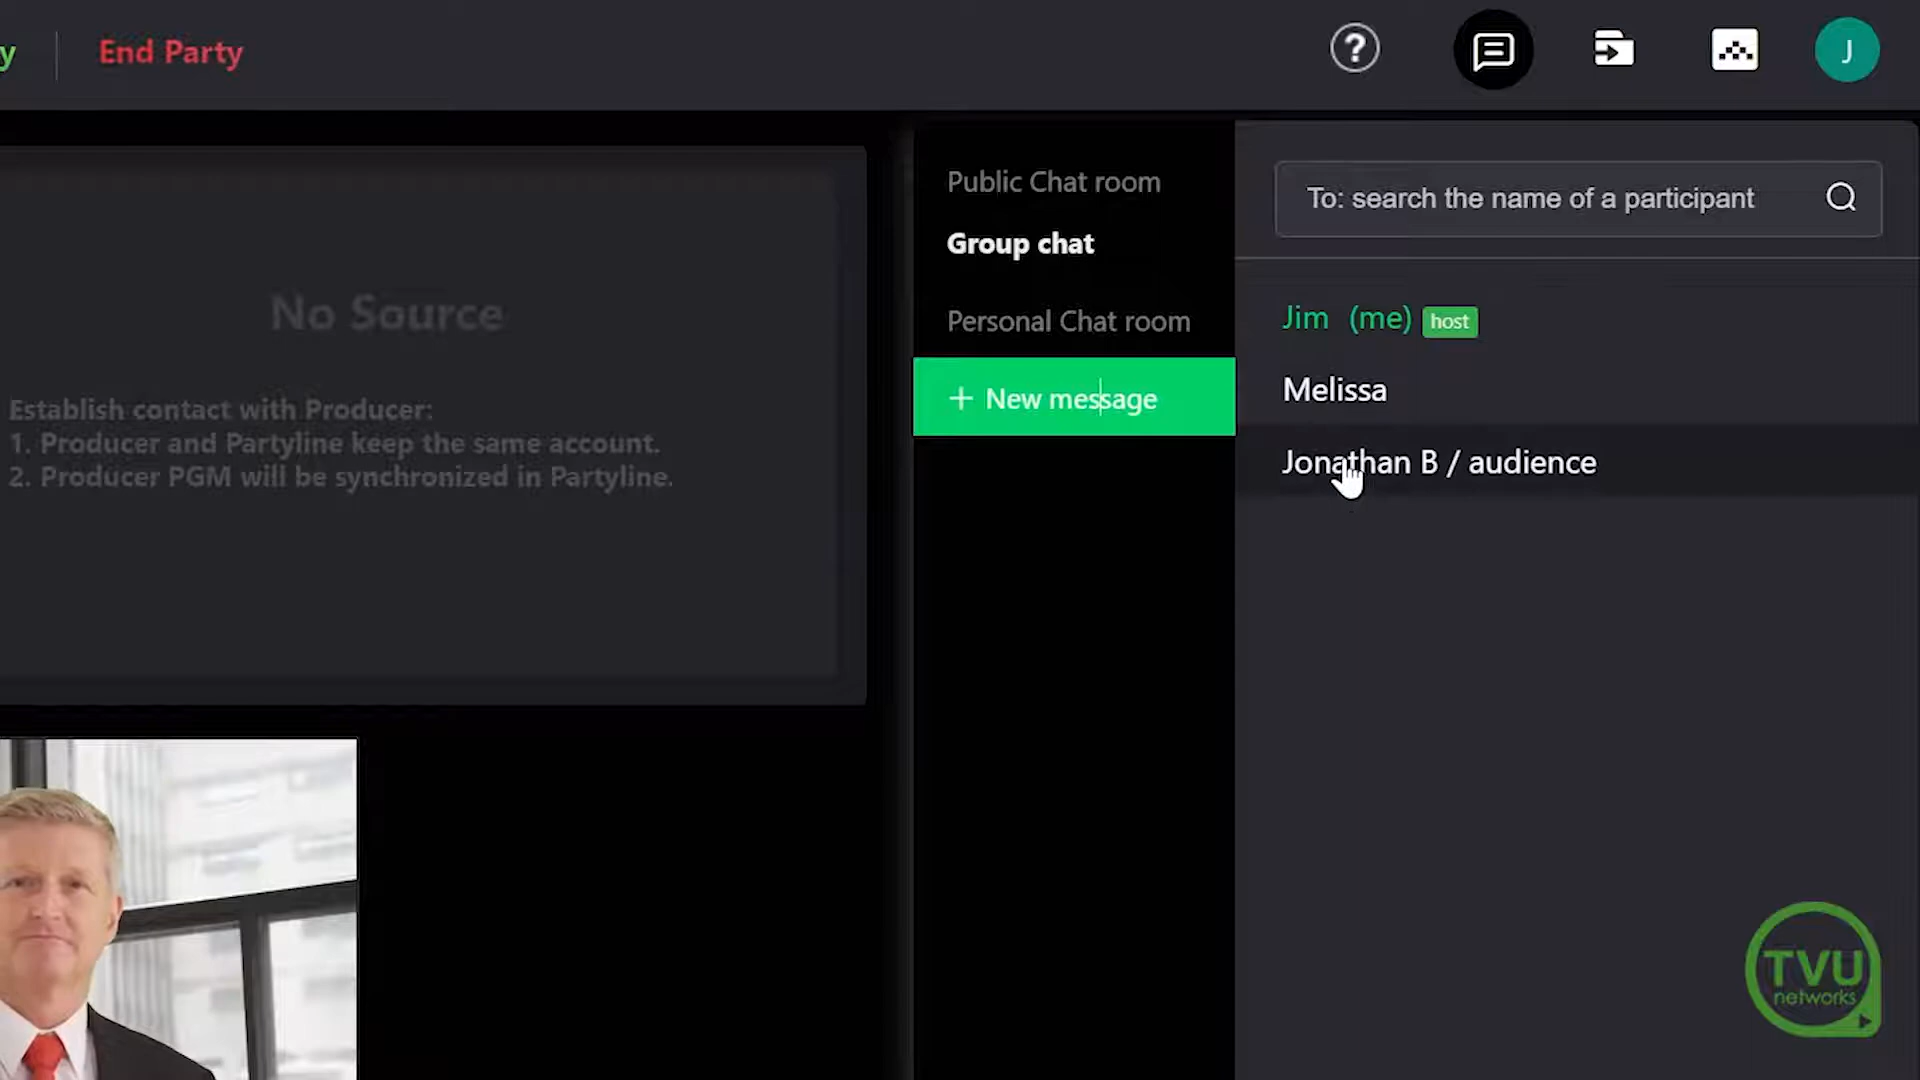 y
End Party
J
Public Chat room
To: search the name of a participant
Group chat
Personal Chat room
+ New message
Jim (me) host
Melissa
Jonathan B / audience
No Source
Establish contact with Producer:
1. Producer and Partyline keep the same account.
2. Producer PGM will be synchronized in Partyline.
TVU
networks